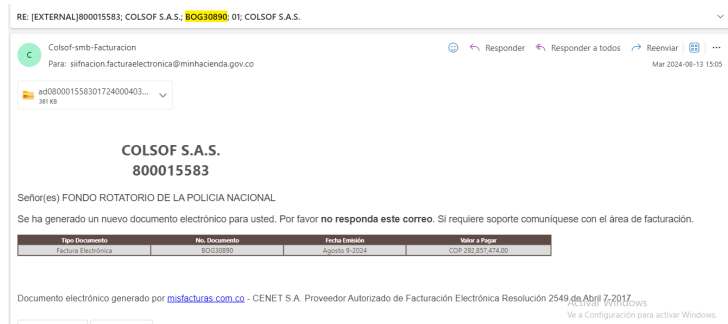 RE: [EXTERNAL]800015583; COLSOF S.A.S.; BOG30890; 01; COLSOF S.A.S.
C
Colsof-smb-Facturacion
Para: siifnacion.facturaelectronica@minhacienda.gov.co
Responder
Responder a todos
Reenviar
Mar 2024-08-13 15:05
ad080001558301724000403...
381 KB
COLSOF S.A.S.
800015583
Señor(es) FONDO ROTATORIO DE LA POLICIA NACIONAL
Se ha generado un nuevo documento electrónico para usted. Por favor no responda este correo. Si requiere soporte comuníquese con el área de facturación.
Tipo Documento No. Documento Fecha Emisión Valor a Pagar
Factura Electrónica BOG30890 Agosto 9-2024 COP 292,857,474.00
Documento electrónico generado por misfacturas.com.co - CENET S.A. Proveedor Autorizado de Facturación Electrónica Resolución 2549 de Abril 7-2017
Activar Windows
Ve a Configuración para activar Windows.